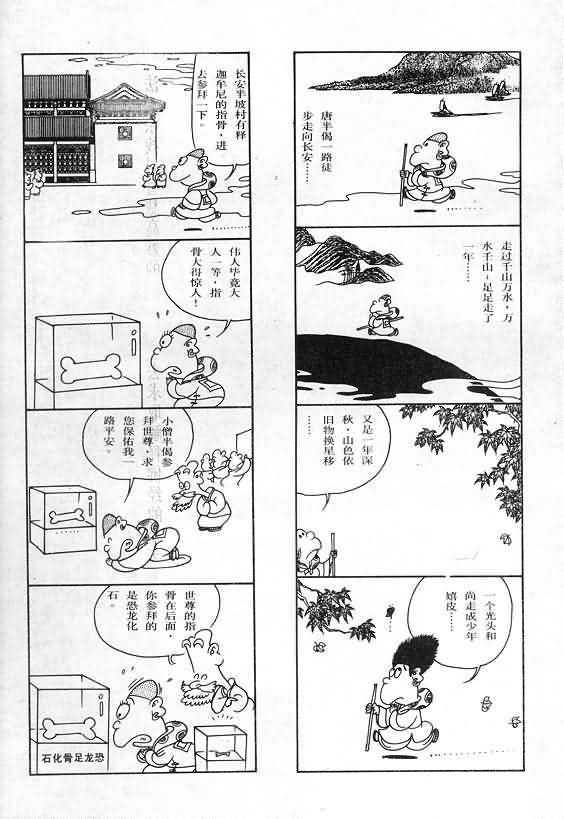 唐半偈一路徒
步走向长安……
走过千山万水，万
水千山，足足走了
一年……
又是一年深
秋，山色依
旧物换星移
……
一个光头和
尚走成少年
嬉皮……
长安半坡村有释
迦牟尼的指骨，进
去参拜一下。
伟人毕竟大
人一等，指
骨大得惊人！
小僧半偈参
拜世尊，求
您保佑我一
路平安。
世尊的指
骨在后面，
你参拜的
是恐龙化
石。
石化骨足龙恐